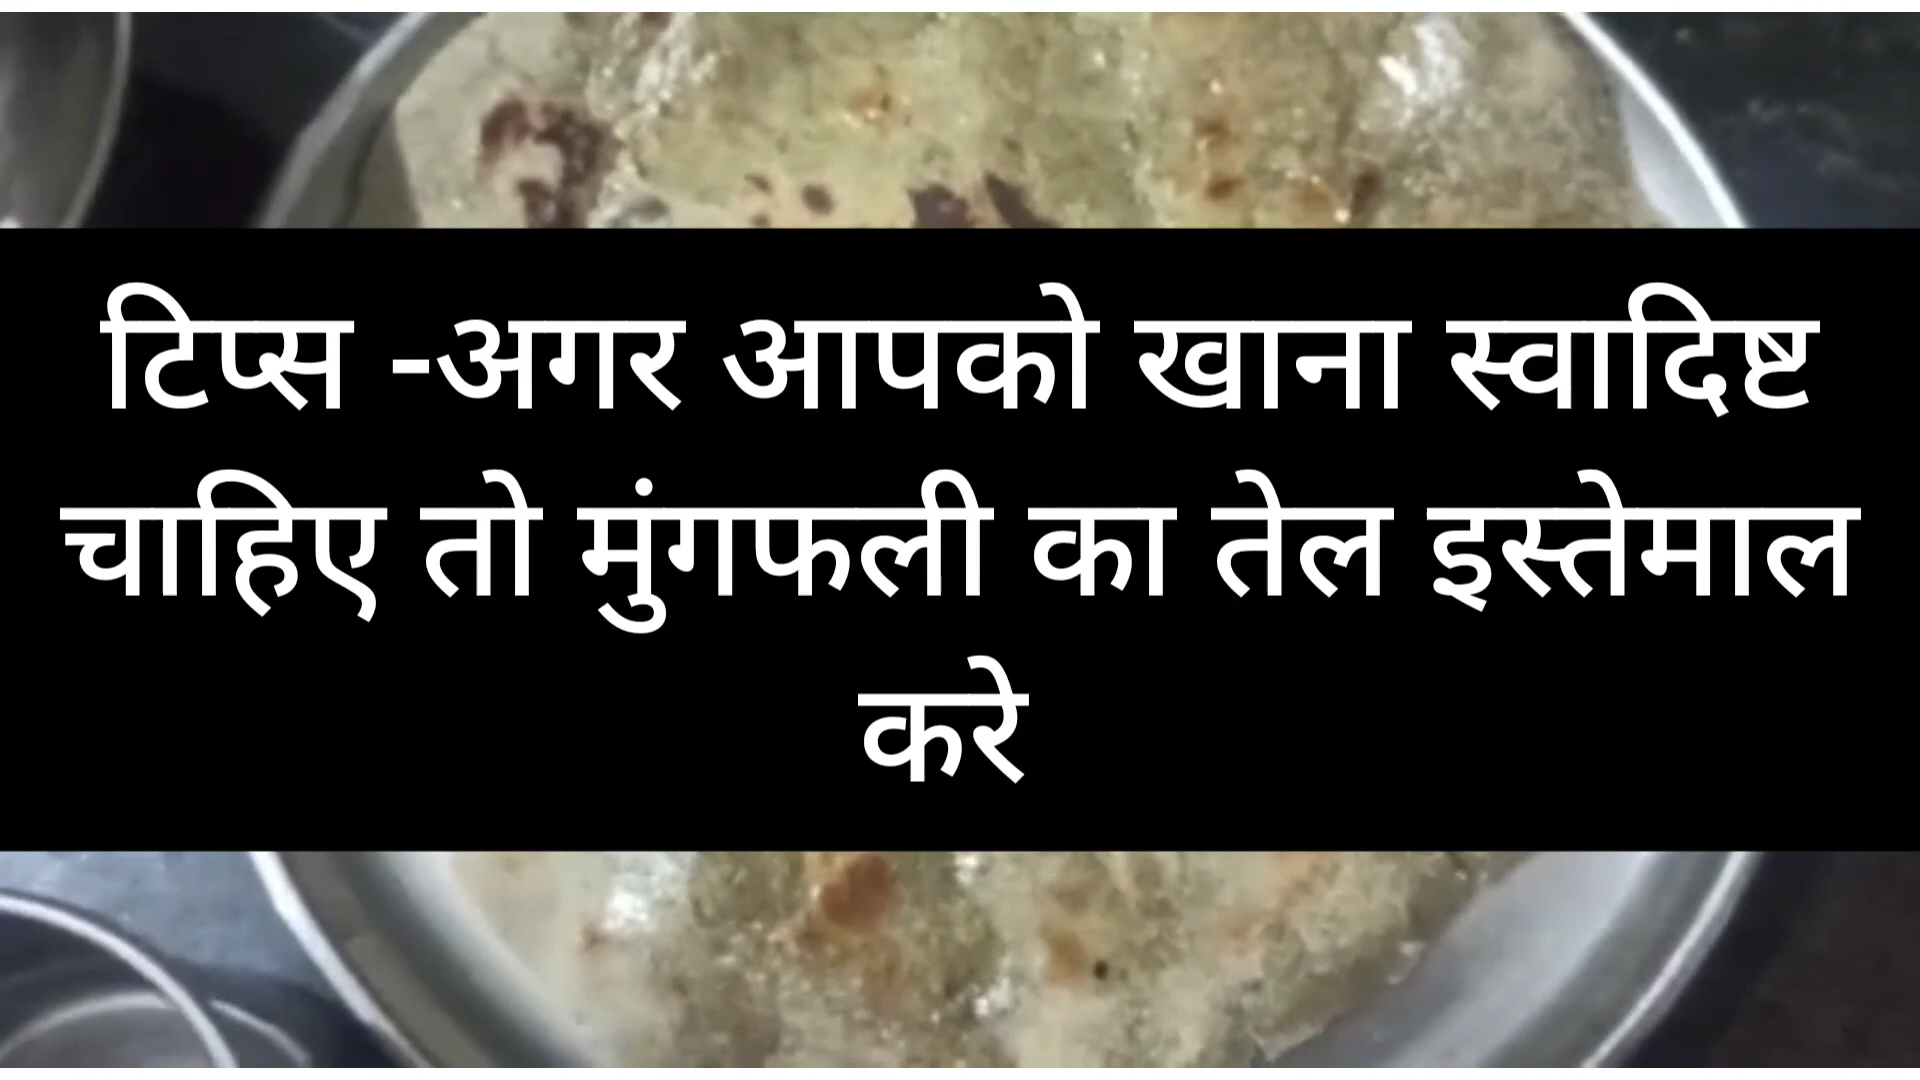 टिप्स -अगर आपको खाना स्वादिष्ट
चाहिए तो मुंगफली का तेल इस्तेमाल
करे